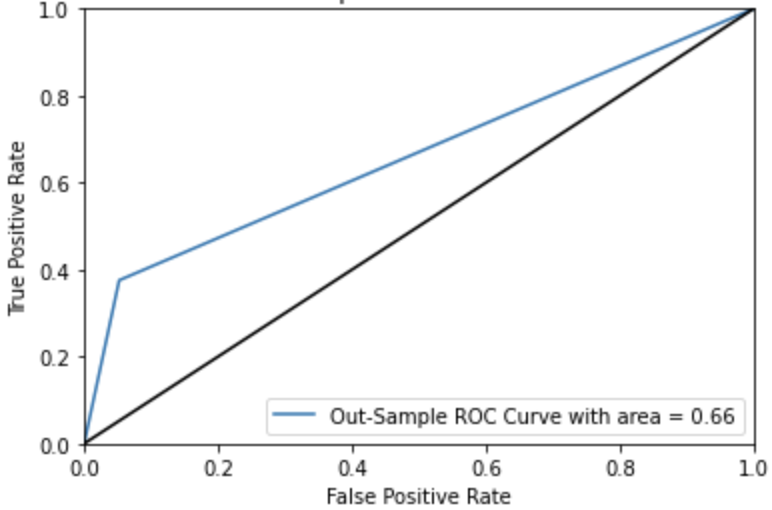 1.0
0.8
0.6
0.4
0.2
0.0
True Positive Rate
Out-Sample ROC Curve with area = 0.66
0.0 0.2 0.4 0.6 0.8 1.0
False Positive Rate